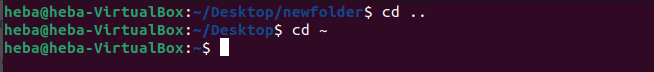 heba@heba-VirtualBox:~/Desktop/newfolder$ cd ..
heba@heba-VirtualBox:~/Desktop$ cd ~
heba@heba-VirtualBox:~$